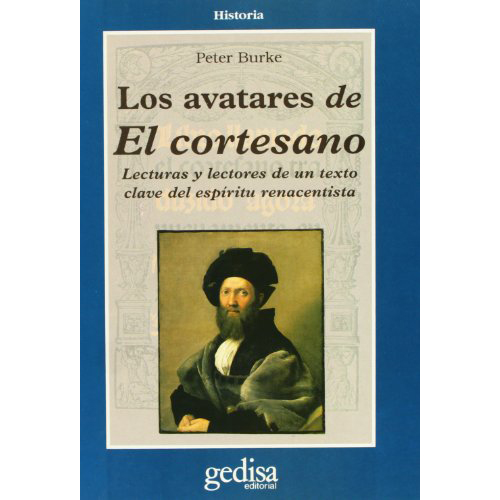 Historia
Peter Burke
Los avatares de
El cortesano
Lecturas y lectores de un texto
clave del espíritu renacentista
gedisa
editorial